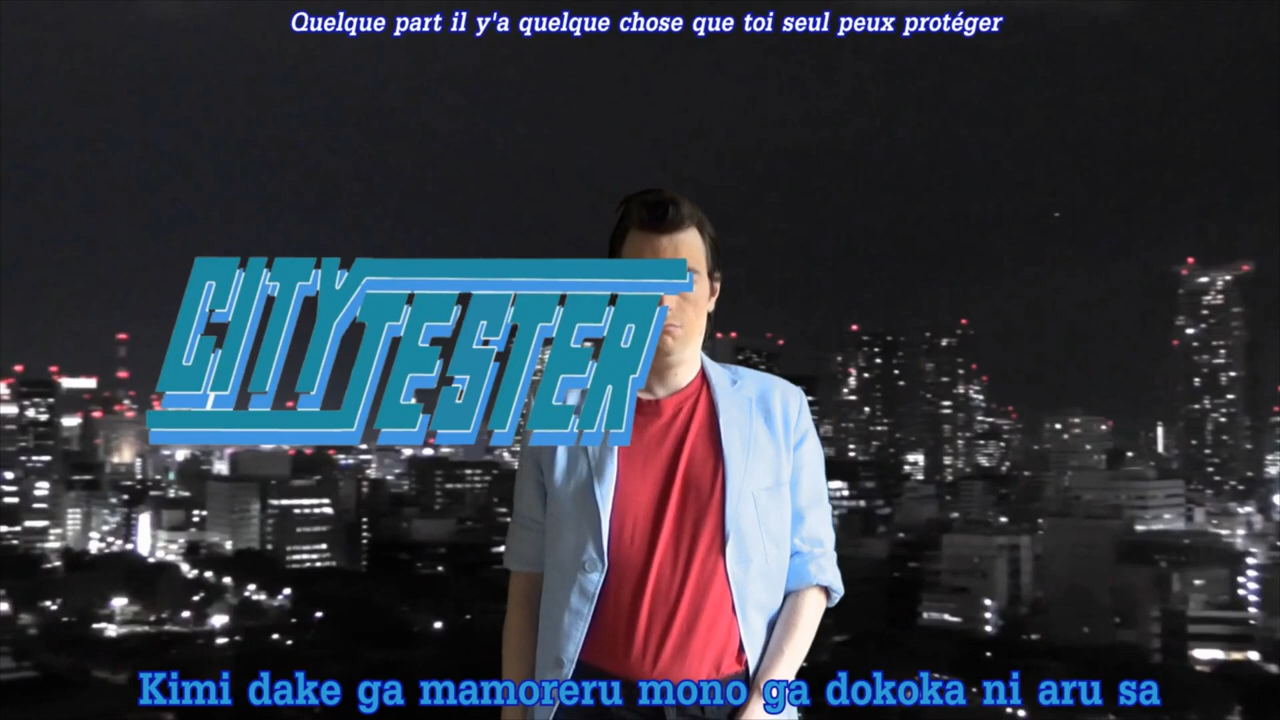 Quelque part il y'a quelque chose que toi seul peux protéger
CITY
TESTER
Kimi dake ga mamoreru mono ga dokoka ni aru sa